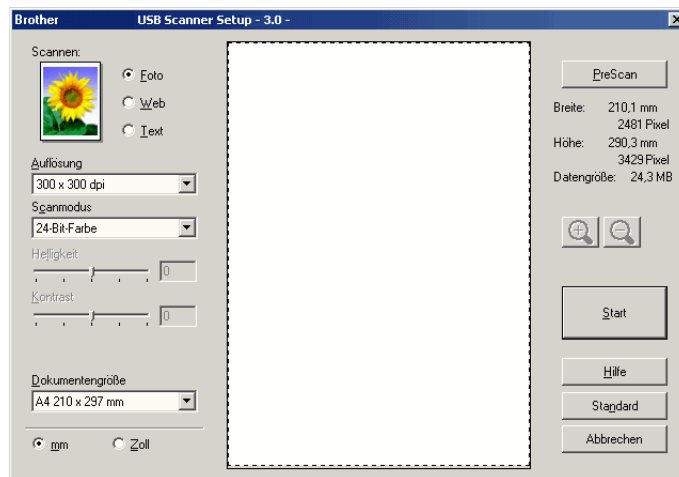 Brother USB Scanner Setup - 3.0 -
Scannen:
Foto
Web
Text
Auflösung
300 x 300 dpi
Scanmodus
24-Bit-Farbe
Helligkeit
0
Kontrast
0
Dokumentengröße
A4 210 x 297 mm
mm Zoll
PreScan
Breite: 210,1 mm
2481 Pixel
Höhe: 290,3 mm
3429 Pixel
Datengröße: 24,3 MB
Start
Hilfe
Standard
Abbrechen